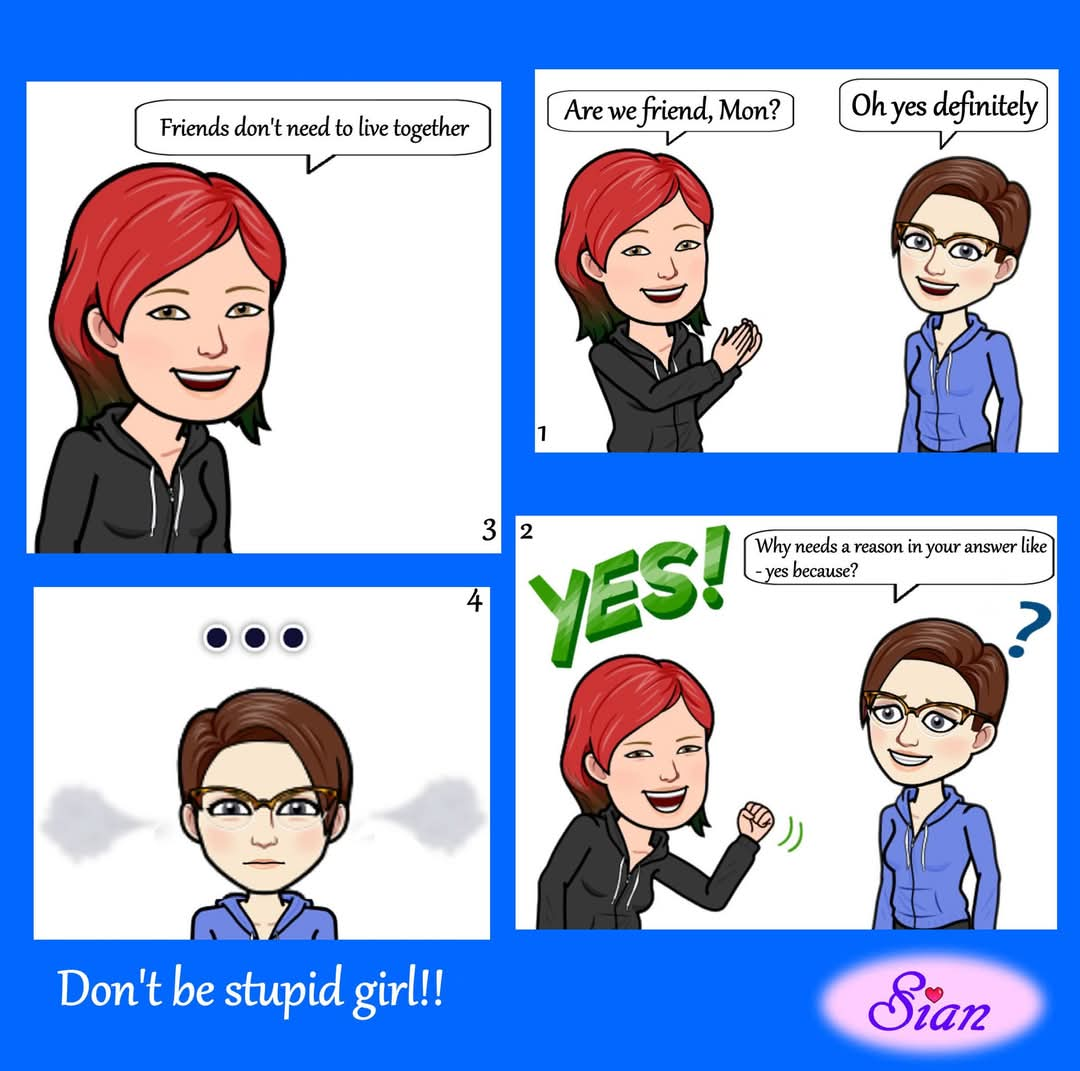 Are we friend, Mon?
Oh yes definitely
1
2
YES!
Why needs a reason in your answer like
- yes because?
?
Friends don't need to live together
3
4
Don't be stupid girl!!
Sian